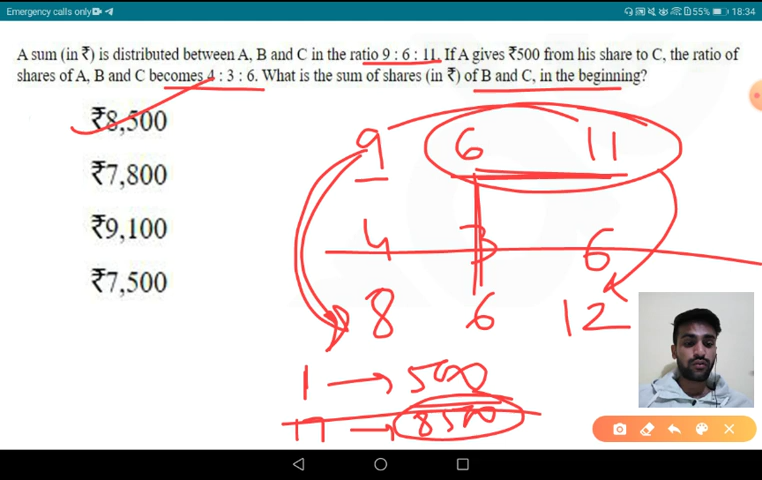 Emergency calls only 55% 18:34
A sum (in ₹) is distributed between A, B and C in the ratio 9 : 6 : 11. If A gives ₹500 from his share to C, the ratio of
shares of A, B and C becomes 4 : 3 : 6. What is the sum of shares (in ₹) of B and C, in the beginning?
₹8,500
₹7,800
₹9,100
₹7,500
9 6 11
4 3 6
8 6 12
1 → 500
17 → 8500